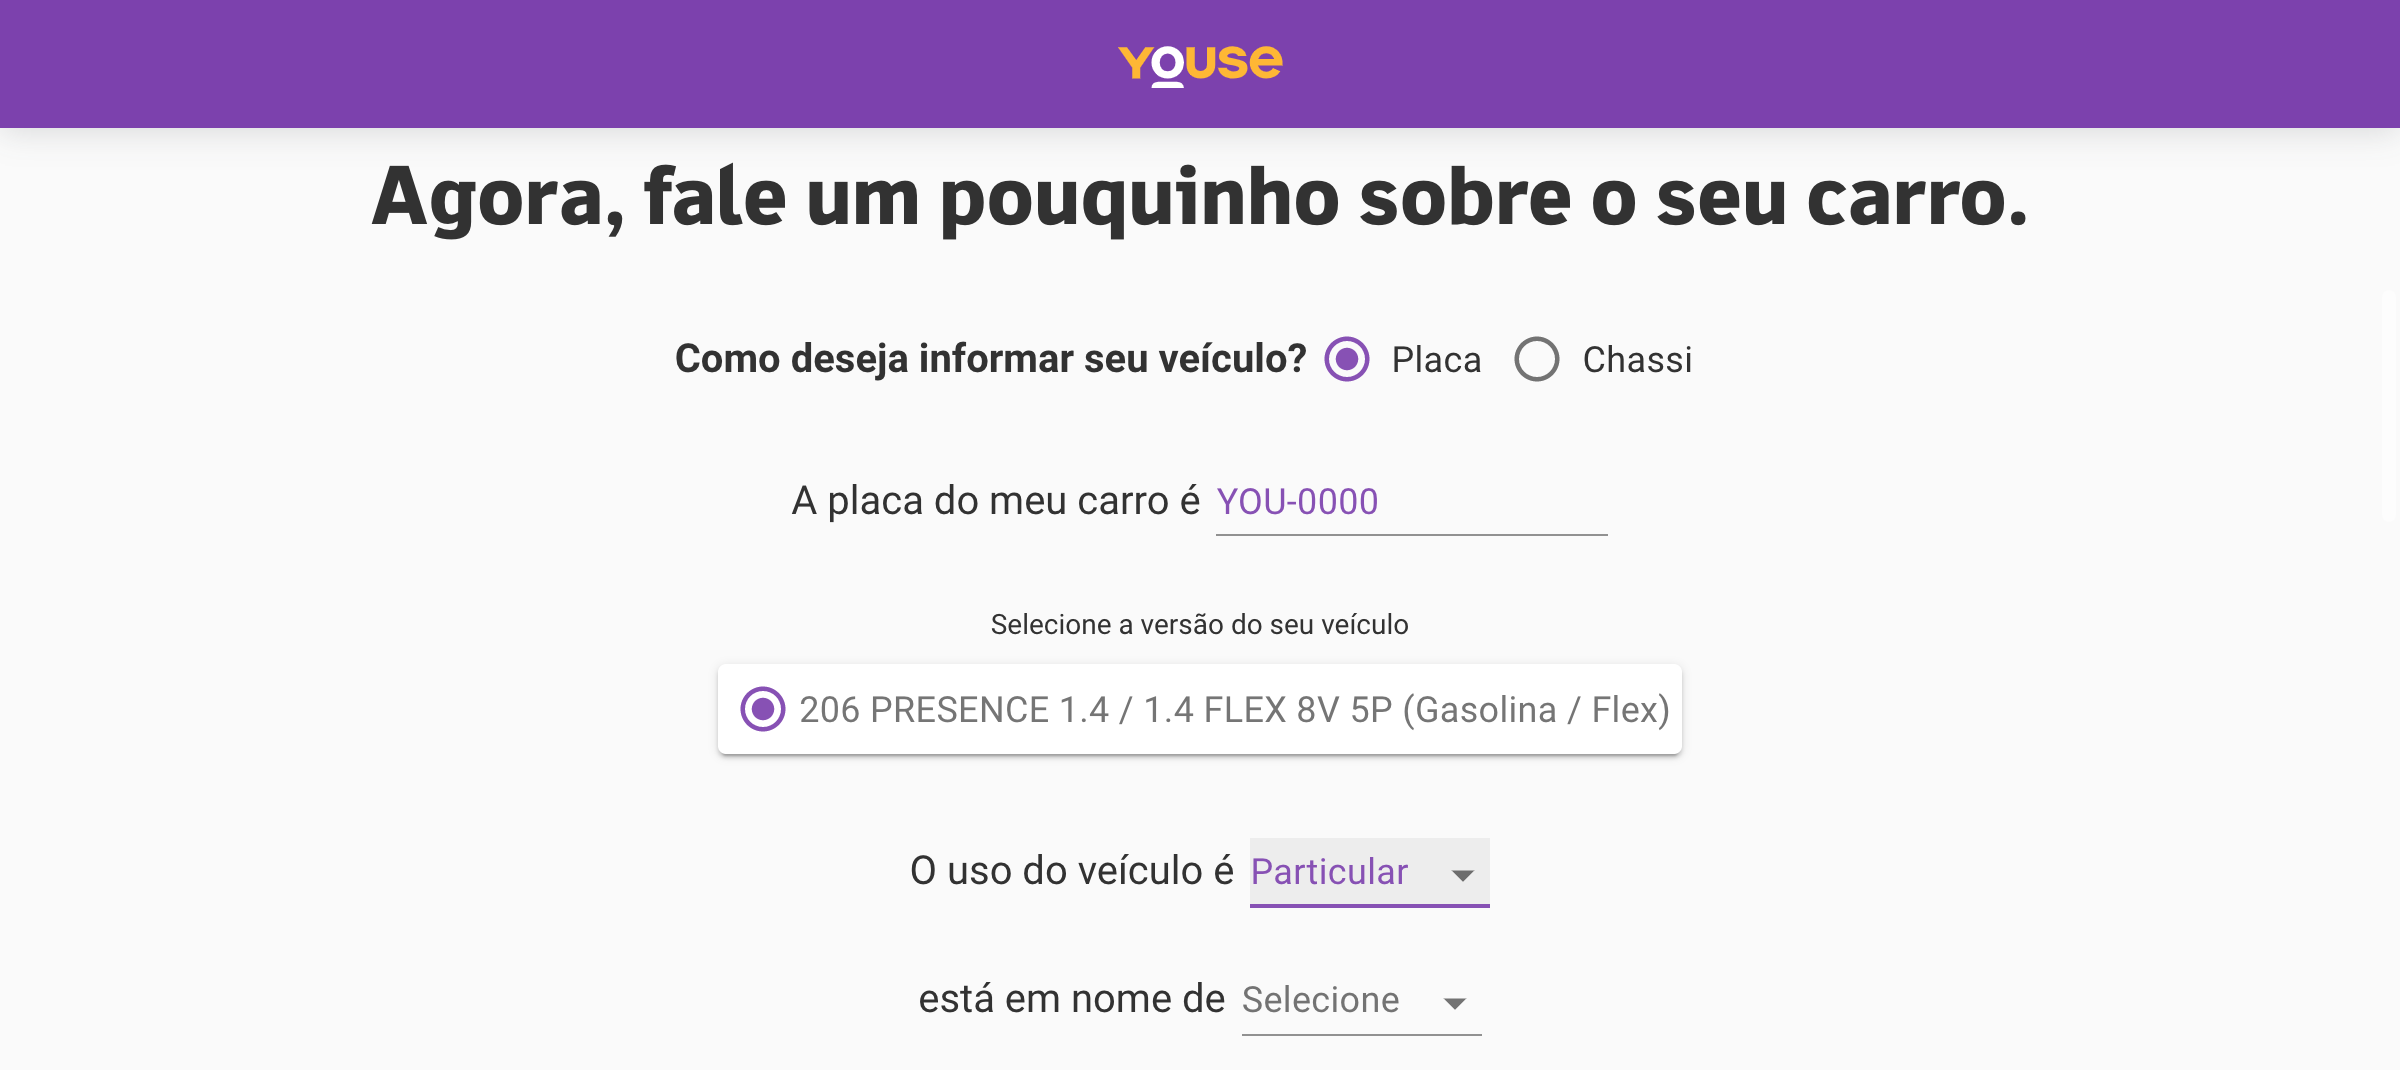 YOUSE
Agora, fale um pouquinho sobre o seu carro.
Como deseja informar seu veículo? Placa Chassi
A placa do meu carro é YOU-0000
Selecione a versão do seu veículo
206 PRESENCE 1.4 / 1.4 FLEX 8V 5P (Gasolina / Flex)
O uso do veículo é Particular
está em nome de Selecione